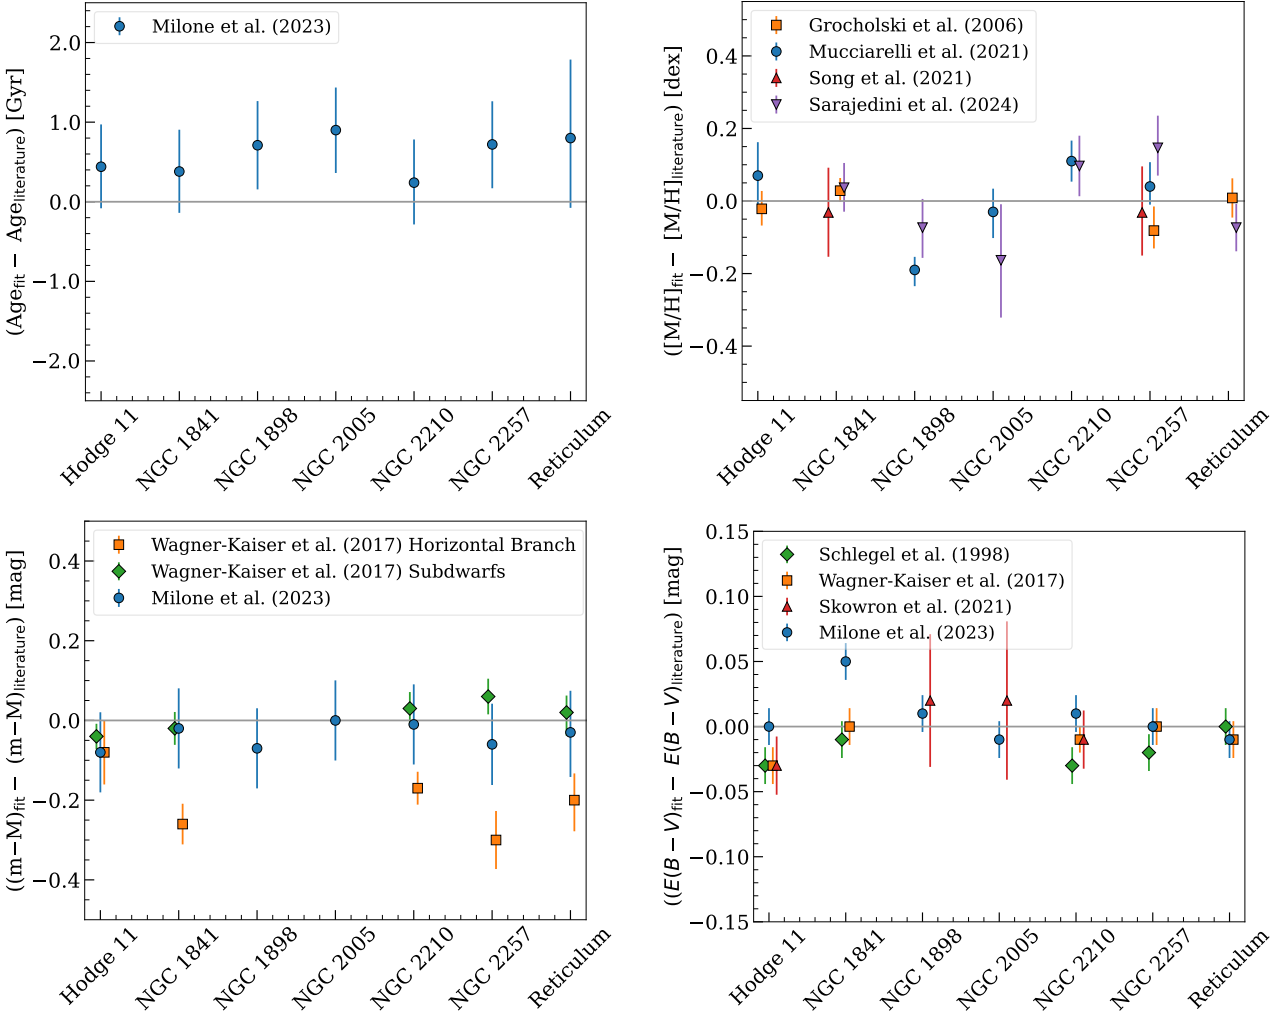 Milone et al. (2023)
2.0
1.0
0.0
−1.0
−2.0
(Age_fit − Age_literature) [Gyr]
Hodge 11
NGC 1841
NGC 1898
NGC 2005
NGC 2210
NGC 2257
Reticulum
Grocholski et al. (2006)
Mucciarelli et al. (2021)
Song et al. (2021)
Sarajedini et al. (2024)
0.4
0.2
0.0
−0.2
−0.4
([M/H]_fit − [M/H]_literature) [dex]
Hodge 11
NGC 1841
NGC 1898
NGC 2005
NGC 2210
NGC 2257
Reticulum
Wagner-Kaiser et al. (2017) Horizontal Branch
Wagner-Kaiser et al. (2017) Subdwarfs
Milone et al. (2023)
0.4
0.2
0.0
−0.2
−0.4
((m−M)_fit − (m−M)_literature) [mag]
Hodge 11
NGC 1841
NGC 1898
NGC 2005
NGC 2210
NGC 2257
Reticulum
Schlegel et al. (1998)
Wagner-Kaiser et al. (2017)
Skowron et al. (2021)
Milone et al. (2023)
0.15
0.10
0.05
0.00
−0.05
−0.10
−0.15
((E(B − V)_fit − E(B − V)_literature) [mag]
Hodge 11
NGC 1841
NGC 1898
NGC 2005
NGC 2210
NGC 2257
Reticulum